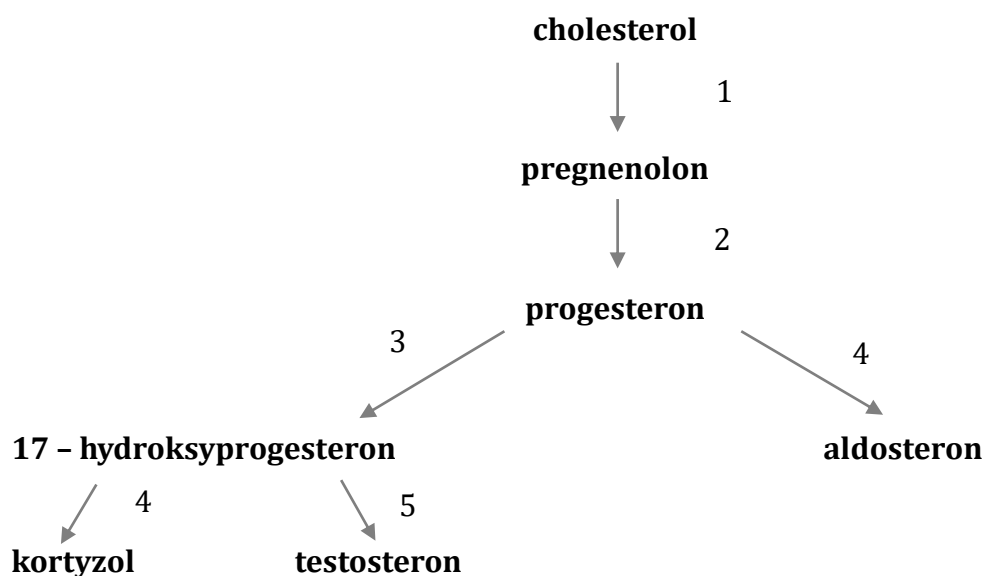 cholesterol
1
pregnenolon
2
progesteron
3
4
17 – hydroksyprogesteron
aldosteron
4
5
kortyzol
testosteron